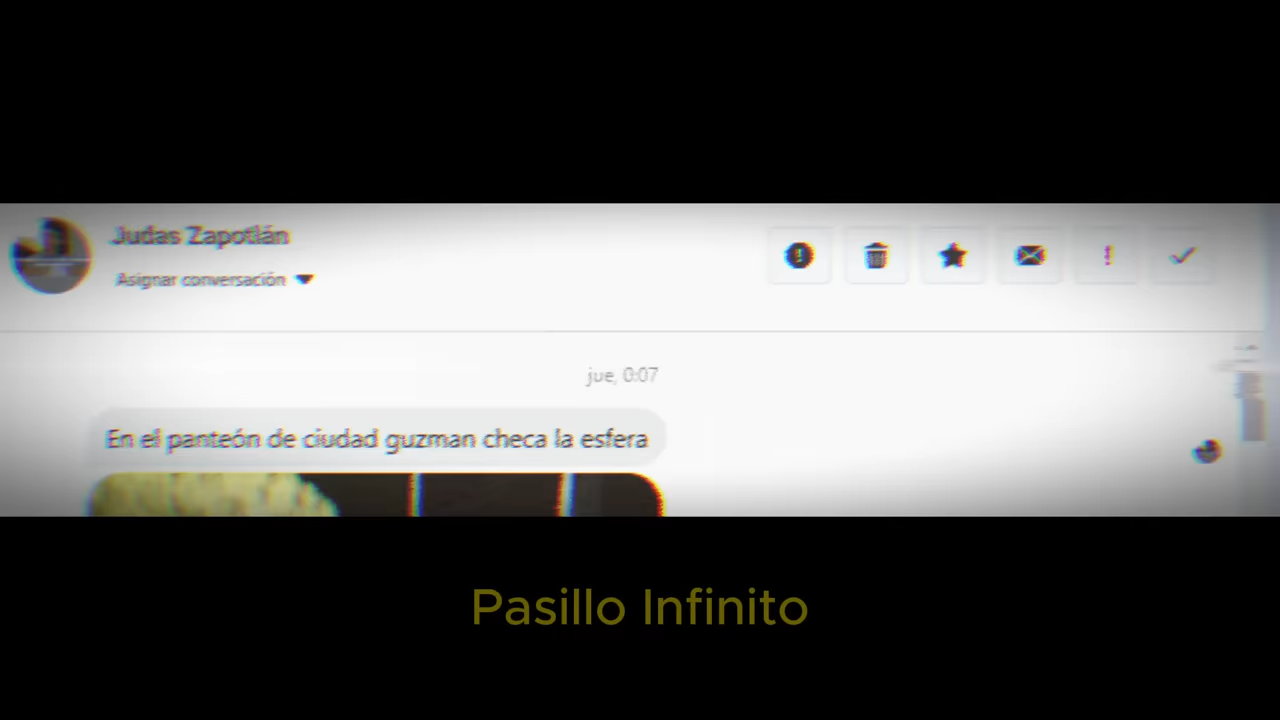 Judas Zapotlán
Asignar conversación
jue, 0:07
En el panteón de ciudad guzman checa la esfera
Pasillo Infinito